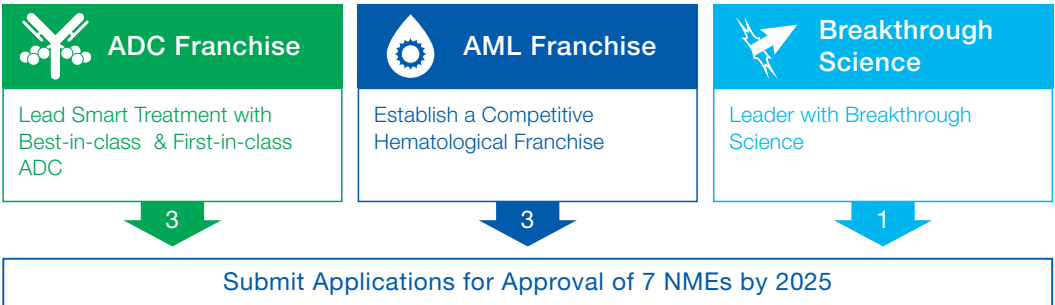 ADC Franchise
Lead Smart Treatment with
Best-in-class & First-in-class
ADC
3
AML Franchise
Establish a Competitive
Hematological Franchise
3
Breakthrough
Science
Leader with Breakthrough
Science
1
Submit Applications for Approval of 7 NMEs by 2025